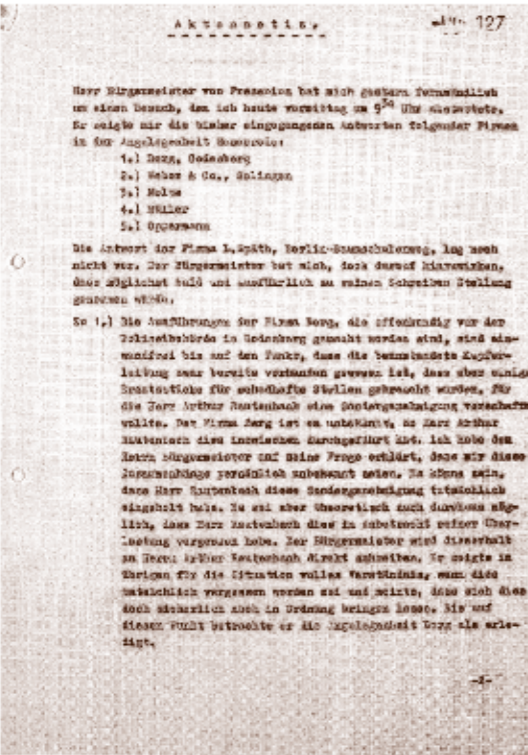 Aktennotiz.
127
Herr Bürgermeister von Fresenius hat mich gestern fernmündlich
um einen Besuch, den ich heute vormittag um 9³⁰ Uhr abstattete.
Er zeigte mir die bisher eingegangenen Antworten folgender Firmen
in der Angelegenheit
1.) Berg, Godesberg
2.) Weber & Co., Solingen
3.) Nolte
4.) Müller
5.) Oppermann
Die Antwort der Firma L.Späth, Berlin-Baumschulenweg, lag noch
nicht vor. Der Bürgermeister bat mich, doch darauf hinzuwirken,
dass möglichst bald und ausführlich zu seinem Schreiben Stellung
genommen würde.
Zu 1.) Die Ausführungen der Firma Berg, die offenkundig vor der
Polizeibehörde in Godesberg gemacht worden sind, sind ein-
wandfrei bis auf den Punkt, dass die beanstandete Kupfer-
leitung zwar bereits vorhanden gewesen ist, dass aber einige
Ersatzstücke für schadhafte Stellen gebraucht wurden, für
die Herr Arthur Rautenbach eine Sondergenehmigung verschaffen
wollte. Der Firma Berg ist es unbekannt, ob Herr Arthur
Rautenbach dies inzwischen durchgeführt hat. Ich habe dem
Herrn Bürgermeister auf seine Frage erklärt, dass mir diese
Zusammenhänge persönlich unbekannt seien. Es könne sein,
dass Herr Rautenbach diese Sondergenehmigung tatsächlich
eingeholt habe. Es sei aber theoretisch auch durchaus mög-
lich, dass Herr Rautenbach dies in Anbetracht seiner Über-
lastung vergessen habe. Der Bürgermeister wird dieserhalb
an Herrn Arthur Rautenbach direkt schreiben. Er zeigte im
übrigen für die Situation volles Verständnis, wenn dies
tatsächlich vergessen worden sei und meinte, dass sich dies
doch sicherlich noch in Ordnung bringen lasse. Bis auf
diesen Punkt betrachte er die Angelegenheit Berg als erle-
digt.
-2-